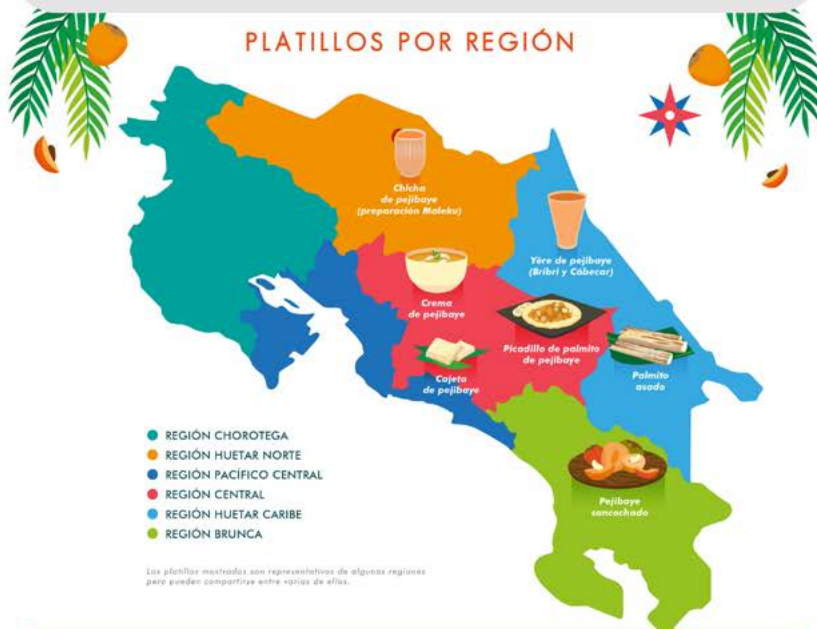 PLATILLOS POR REGIÓN
Chicha
de pejibaye
(preparación Maleku)
Yëre de pejibaye
(Bribri y Cábecar)
Crema
de pejibaye
Picadillo de palmito
de pejibaye
Cajeta
de pejibaye
Palmito
asado
Pejibaye
sancochado
REGIÓN CHOROTEGA
REGIÓN HUETAR NORTE
REGIÓN PACÍFICO CENTRAL
REGIÓN CENTRAL
REGIÓN HUETAR CARIBE
REGIÓN BRUNCA
Los platillos mostrados son representativos de algunas regiones
pero pueden compartirse entre varias de ellas.